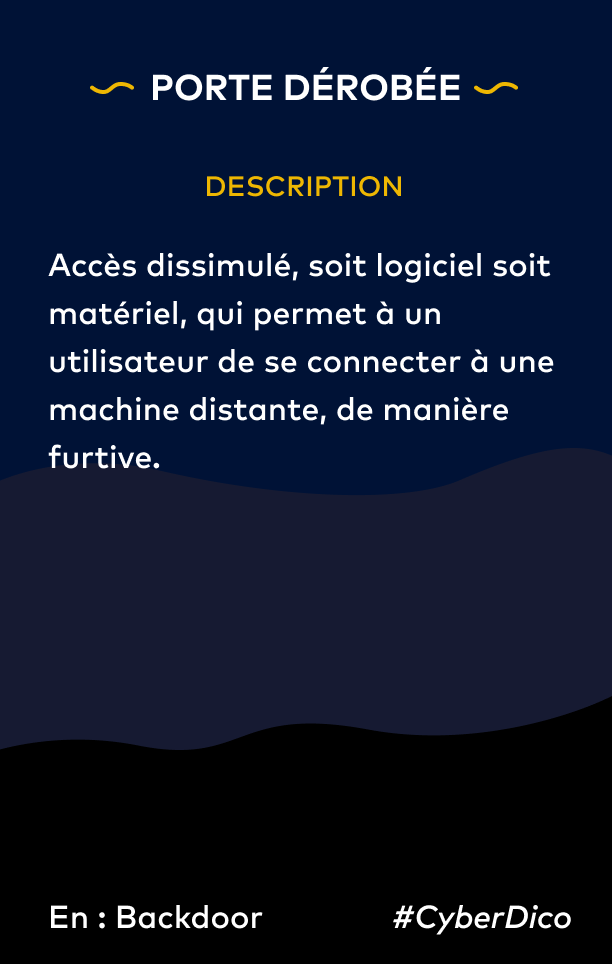 PORTE DÉROBÉE
DESCRIPTION
Accès dissimulé, soit logiciel soit
matériel, qui permet à un
utilisateur de se connecter à une
machine distante, de manière
furtive.
En : Backdoor
#CyberDico